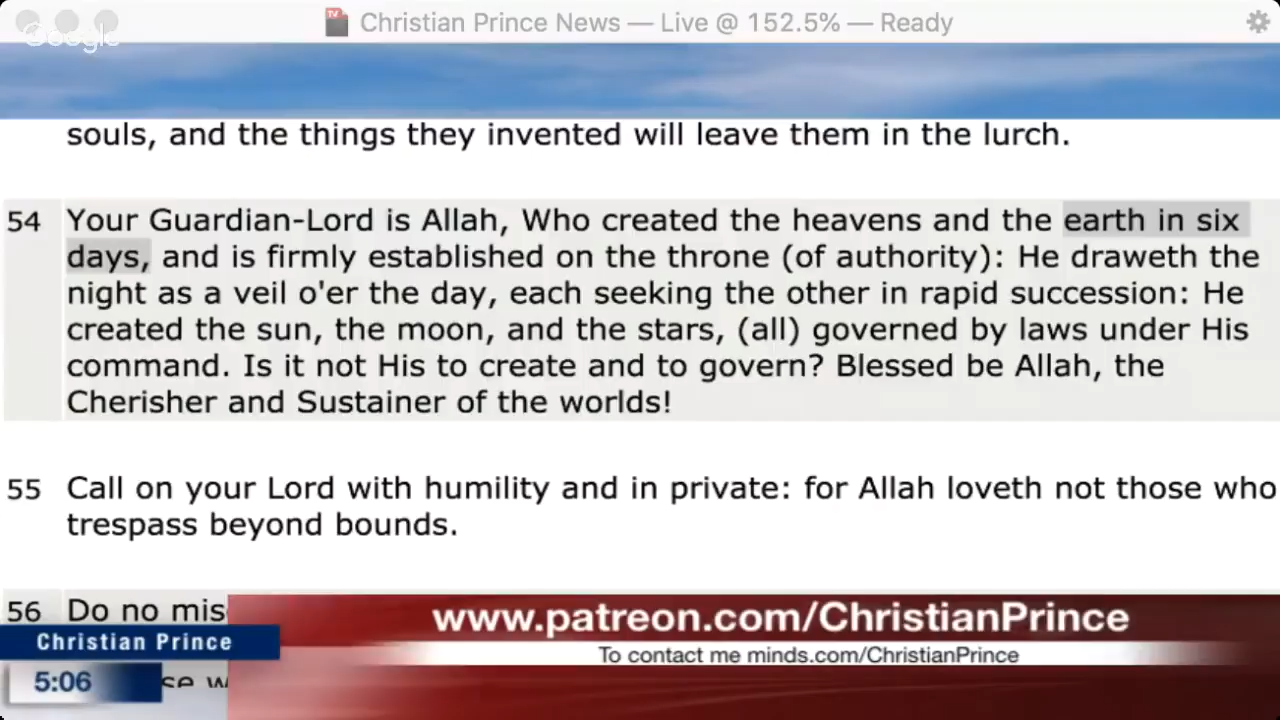 Christian Prince News — Live @ 152.5% — Ready
Google
souls, and the things they invented will leave them in the lurch.
54 Your Guardian-Lord is Allah, Who created the heavens and the earth in six
days, and is firmly established on the throne (of authority): He draweth the
night as a veil o'er the day, each seeking the other in rapid succession: He
created the sun, the moon, and the stars, (all) governed by laws under His
command. Is it not His to create and to govern? Blessed be Allah, the
Cherisher and Sustainer of the worlds!
55 Call on your Lord with humility and in private: for Allah loveth not those who
trespass beyond bounds.
56 Do no mis
www.patreon.com/ChristianPrince
Christian Prince
To contact me minds.com/ChristianPrince
5:06
se w